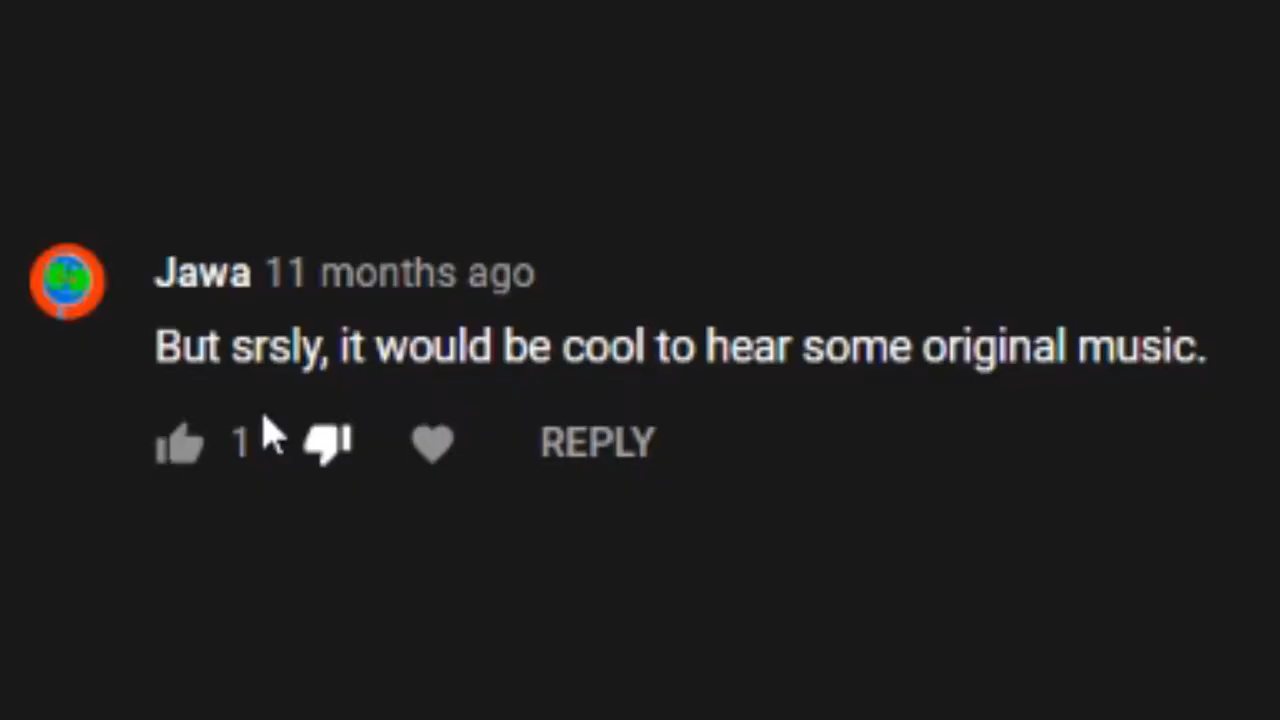 Jawa 11 months ago
But srsly, it would be cool to hear some original music.
1
REPLY